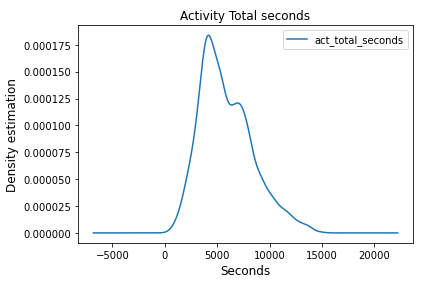 Activity Total seconds
act_total_seconds
Density estimation
0.000175
0.000150
0.000125
0.000100
0.000075
0.000050
0.000025
0.000000
−5000 0 5000 10000 15000 20000
Seconds